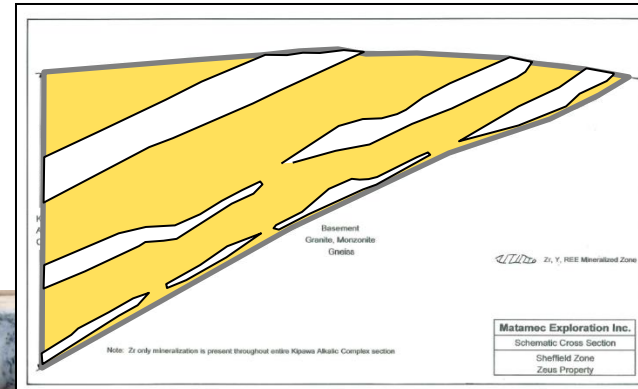 Basement
Granite, Monzonite
Gneiss
Zr, Y, REE Mineralized Zone
Matamec Exploration Inc.
Schematic Cross Section
Sheffield Zone
Zeus Property
Note: Zr only mineralization is present throughout entire Kipawa Alkalic Complex section